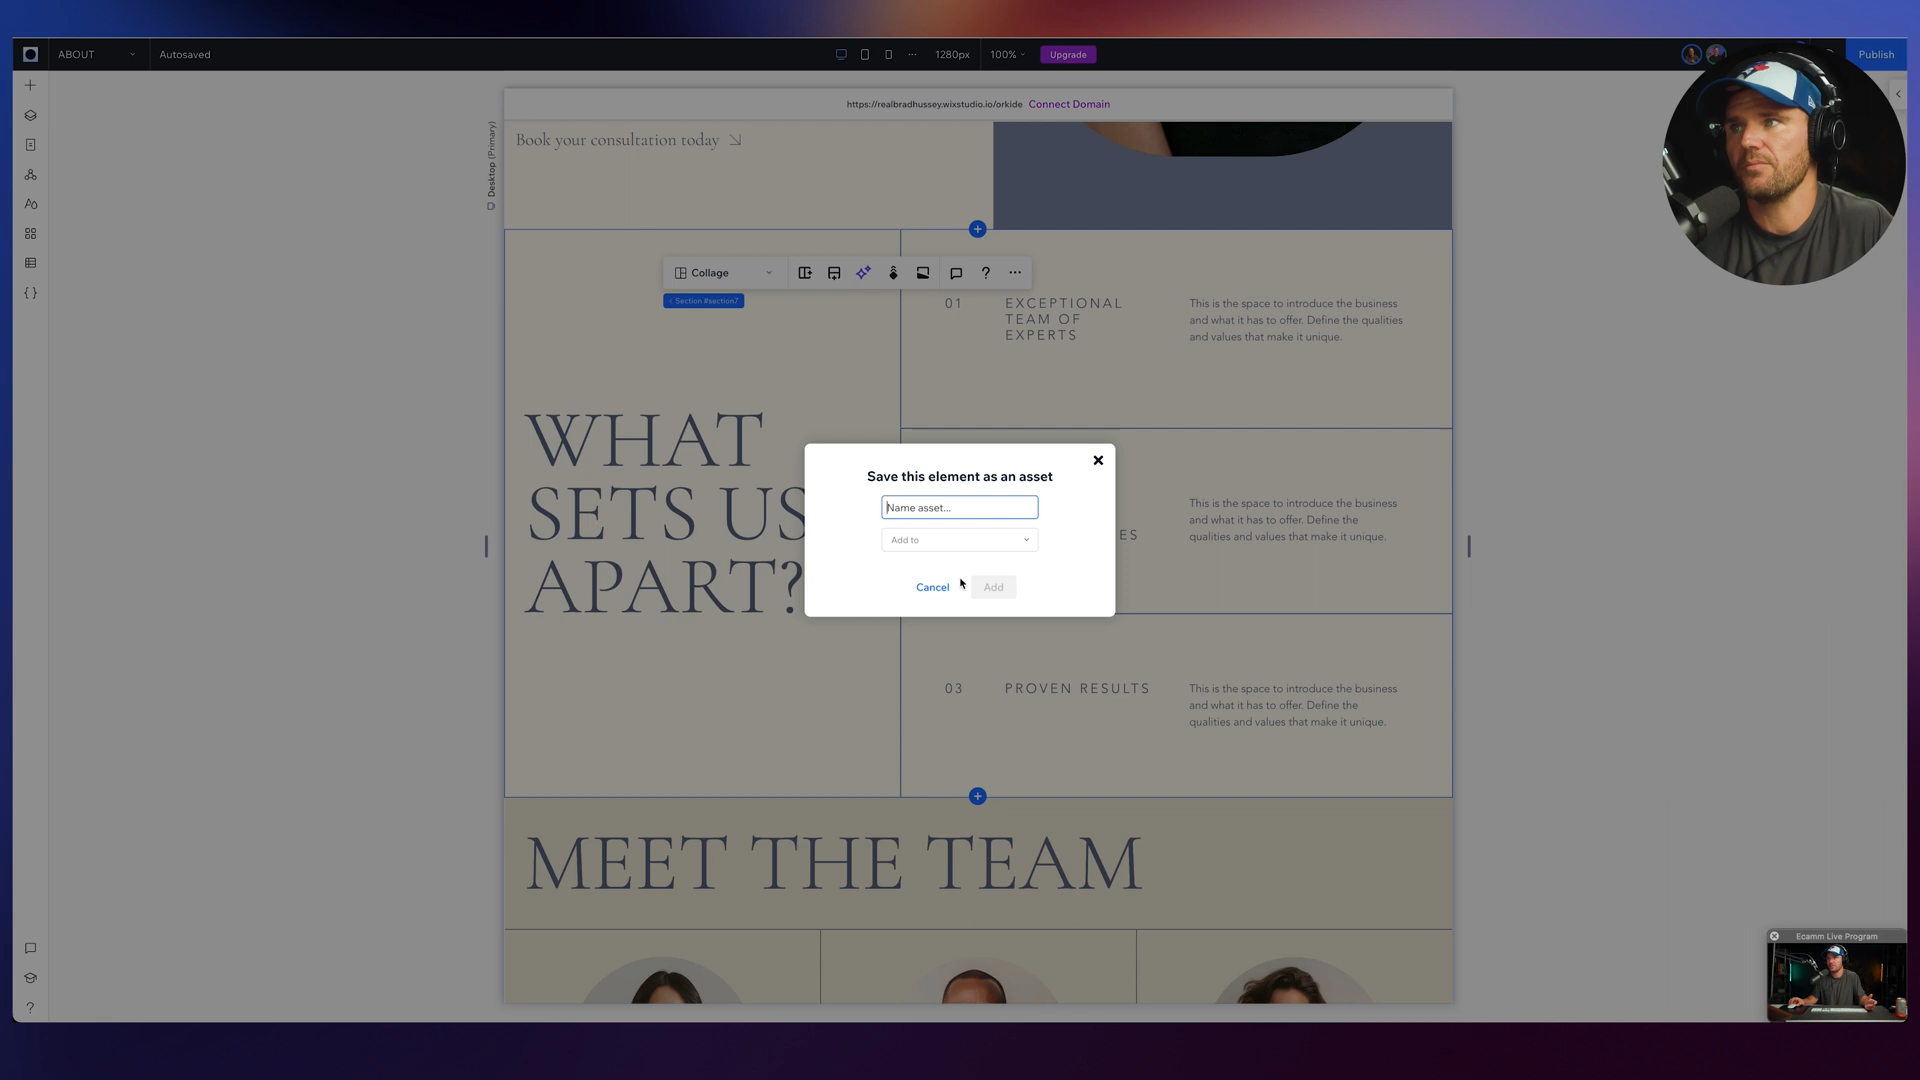 ABOUT
Autosaved
1280px
100%
Upgrade
Publish
https://realbradhussey.wixstudio.io/orkide Connect Domain
Desktop (Primary)
Book your consultation today
Collage
Section #section7
WHAT
SETS US
APART?
01
EXCEPTIONAL
TEAM OF
EXPERTS
This is the space to introduce the business
and what it has to offer. Define the qualities
and values that make it unique.
Save this element as an asset
Name asset...
Add to
Cancel
Add
ES
This is the space to introduce the business
and what it has to offer. Define the
qualities and values that make it unique.
03
PROVEN RESULTS
This is the space to introduce the business
and what it has to offer. Define the
qualities and values that make it unique.
MEET THE TEAM
Ecamm Live Program